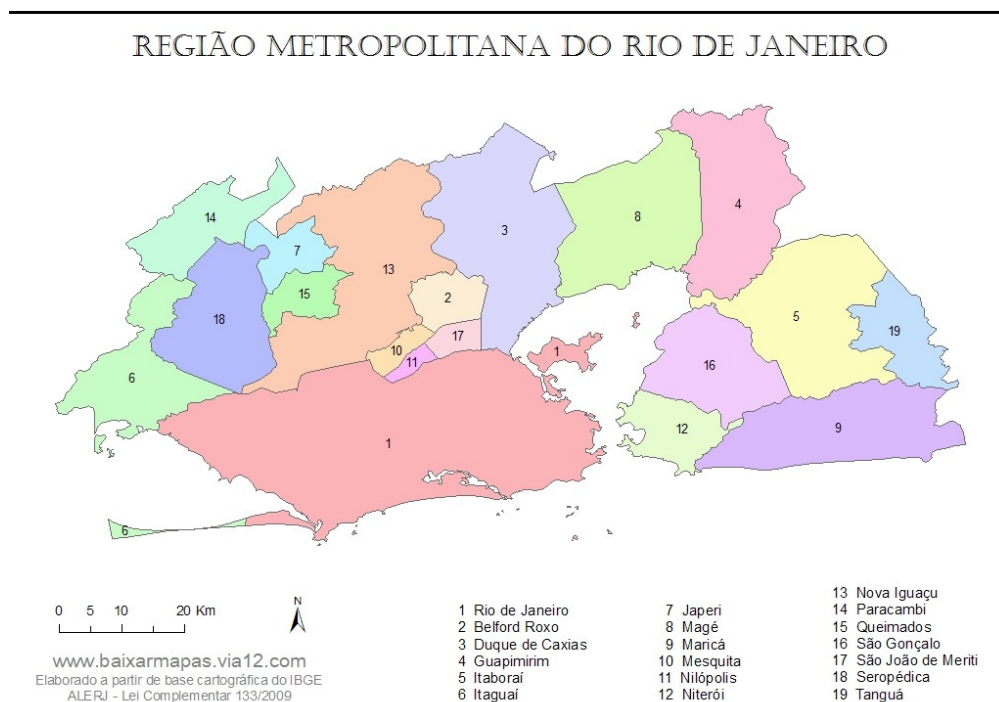 REGIÃO METROPOLITANA DO RIO DE JANEIRO
4
14
8
3
7
13
15
2
5
18
19
17
1
10
11
16
6
12
9
1
6
0 5 10 20 Km
N
www.baixarmapas.via12.com
Elaborado a partir de base cartográfica do IBGE
ALERJ - Lei Complementar 133/2009
1 Rio de Janeiro
2 Belford Roxo
3 Duque de Caxias
4 Guapimirim
5 Itaboraí
6 Itaguaí
7 Japeri
8 Magé
9 Maricá
10 Mesquita
11 Nilópolis
12 Niterói
13 Nova Iguaçu
14 Paracambi
15 Queimados
16 São Gonçalo
17 São João de Meriti
18 Seropédica
19 Tanguá